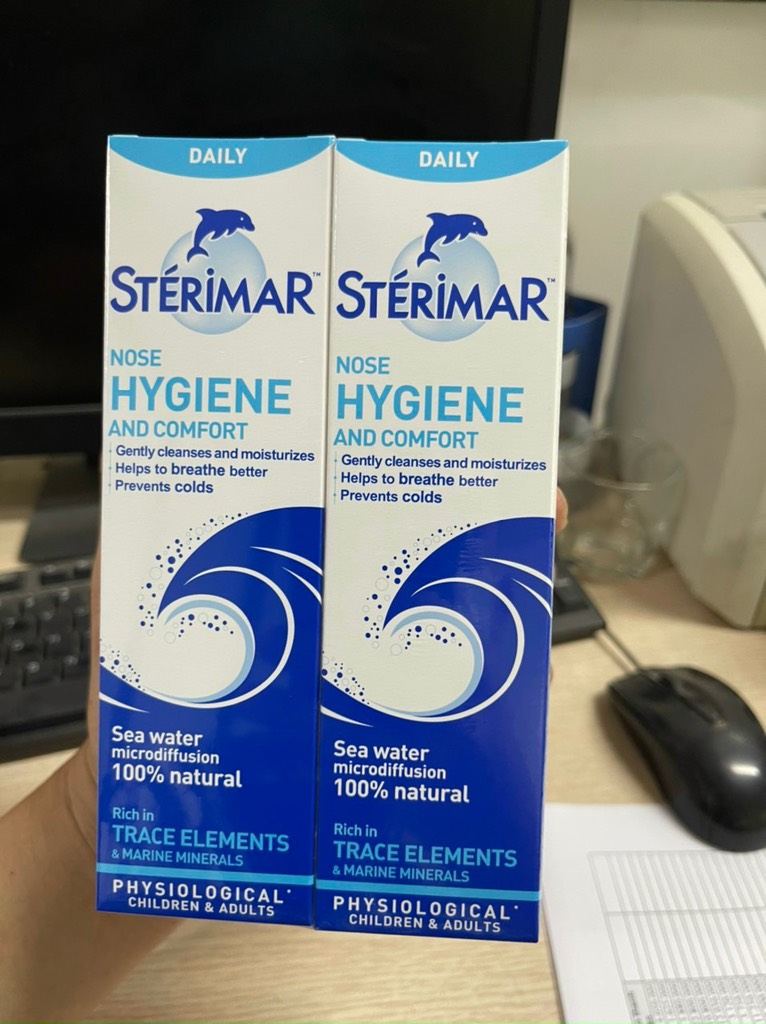 DAILY
STÉRIMAR™
NOSE
HYGIENE
AND COMFORT
Gently cleanses and moisturizes
Helps to breathe better
Prevents colds
Sea water
microdiffusion
100% natural
Rich in
TRACE ELEMENTS
& MARINE MINERALS
PHYSIOLOGICAL*
CHILDREN & ADULTS
DAILY
STÉRIMAR™
NOSE
HYGIENE
AND COMFORT
Gently cleanses and moisturizes
Helps to breathe better
Prevents colds
Sea water
microdiffusion
100% natural
Rich in
TRACE ELEMENTS
& MARINE MINERALS
PHYSIOLOGICAL*
CHILDREN & ADULTS